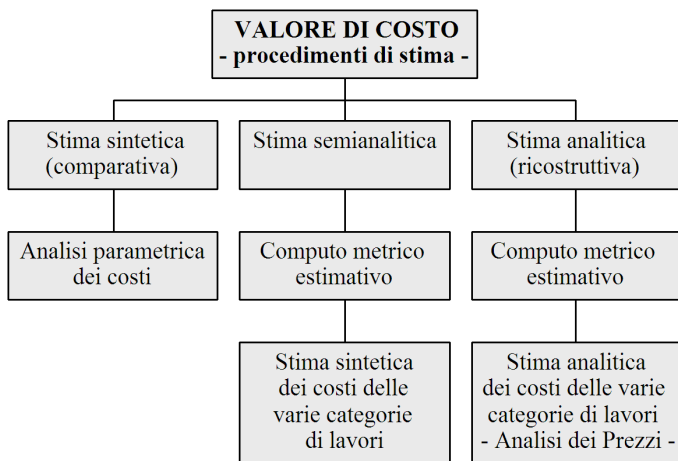 VALORE DI COSTO
- procedimenti di stima -
Stima sintetica
(comparativa)
Stima semianalitica
Stima analitica
(ricostruttiva)
Analisi parametrica
dei costi
Computo metrico
estimativo
Computo metrico
estimativo
Stima sintetica
dei costi delle
varie categorie
di lavori
Stima analitica
dei costi delle varie
categorie di lavori
- Analisi dei Prezzi -